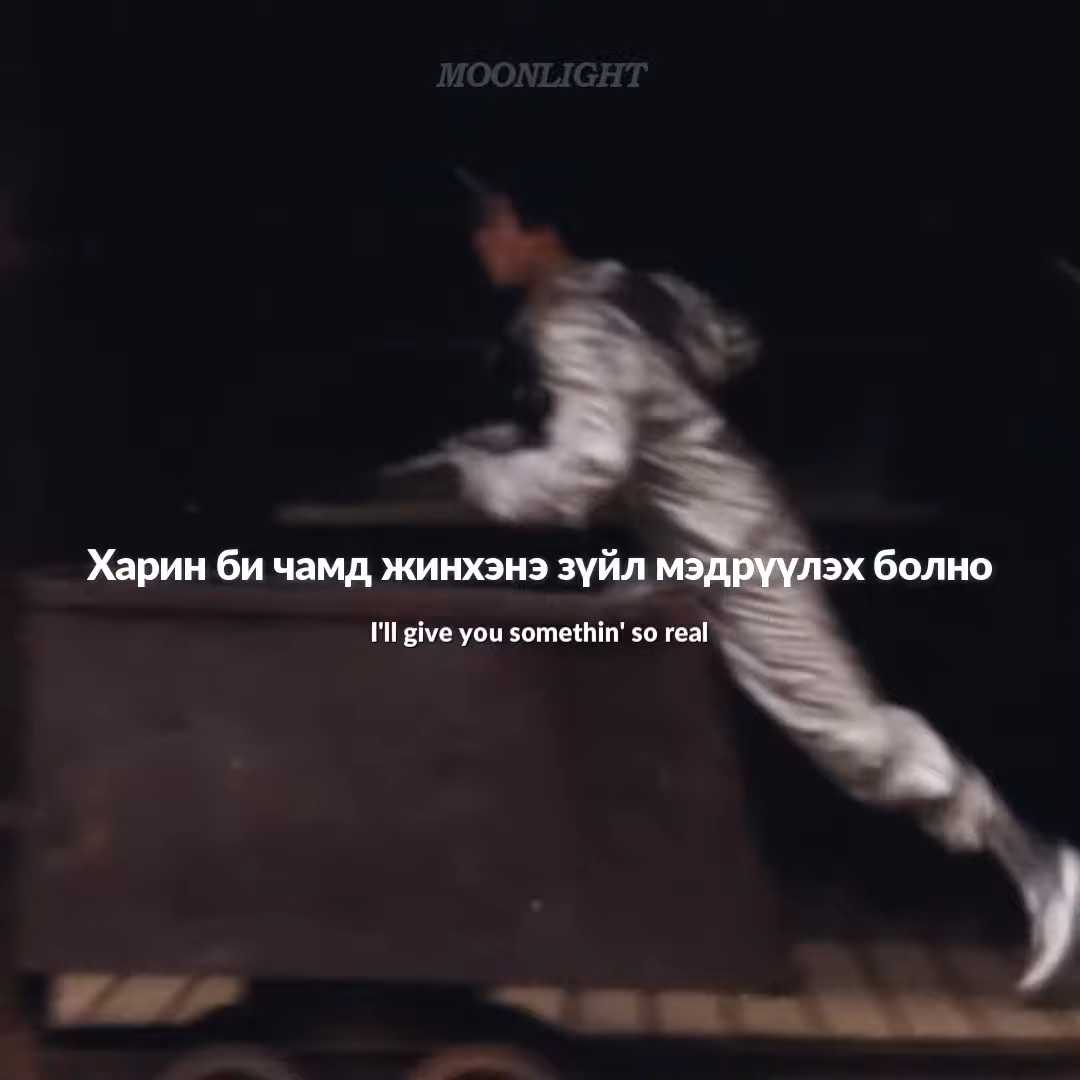 MOONLIGHT
Харин би чамд жинхэнэ зүйл мэдрүүлэх болно
I'll give you somethin' so real